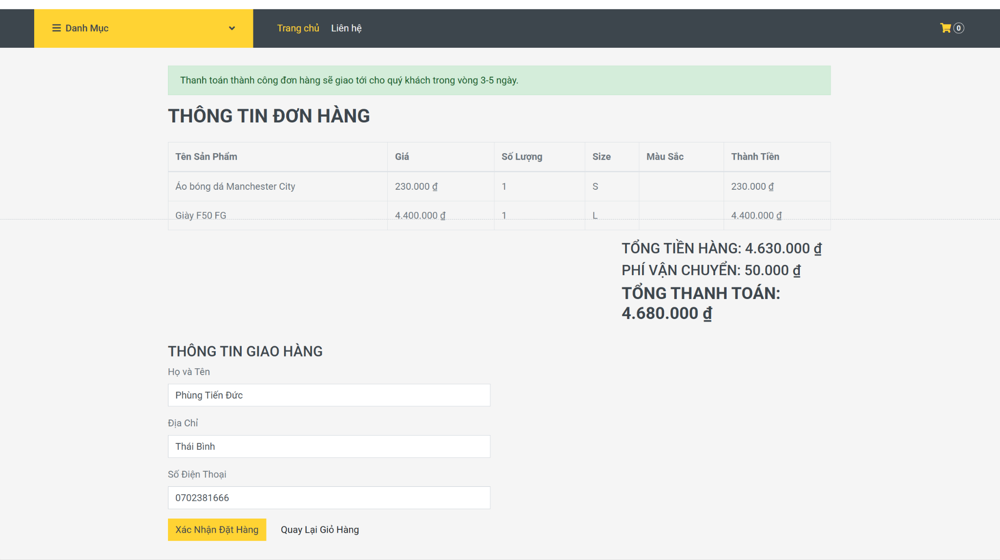 Danh Mục
Trang chủ Liên hệ
0
Thanh toán thành công đơn hàng sẽ giao tới cho quý khách trong vòng 3-5 ngày.
THÔNG TIN ĐƠN HÀNG
Tên Sản Phẩm Giá Số Lượng Size Màu Sắc Thành Tiền
Áo bóng dá Manchester City 230.000 ₫ 1 S 230.000 ₫
Giày F50 FG 4.400.000 ₫ 1 L 4.400.000 ₫
TỔNG TIỀN HÀNG: 4.630.000 ₫
PHÍ VẬN CHUYỂN: 50.000 ₫
TỔNG THANH TOÁN:
4.680.000 ₫
THÔNG TIN GIAO HÀNG
Họ và Tên
Phùng Tiến Đức
Địa Chỉ
Thái Bình
Số Điện Thoại
0702381666
Xác Nhận Đặt Hàng Quay Lại Giỏ Hàng